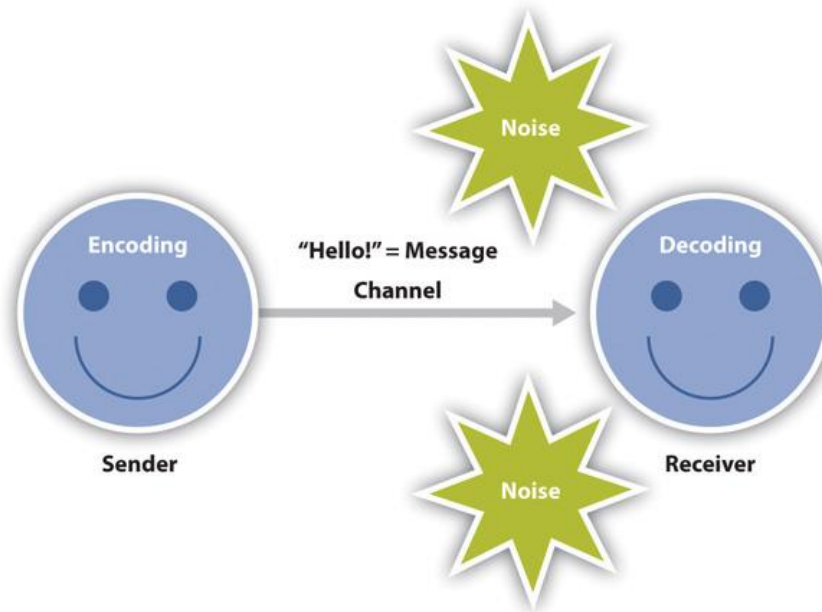 Noise
Encoding
“Hello!” = Message
Decoding
Channel
Sender
Receiver
Noise